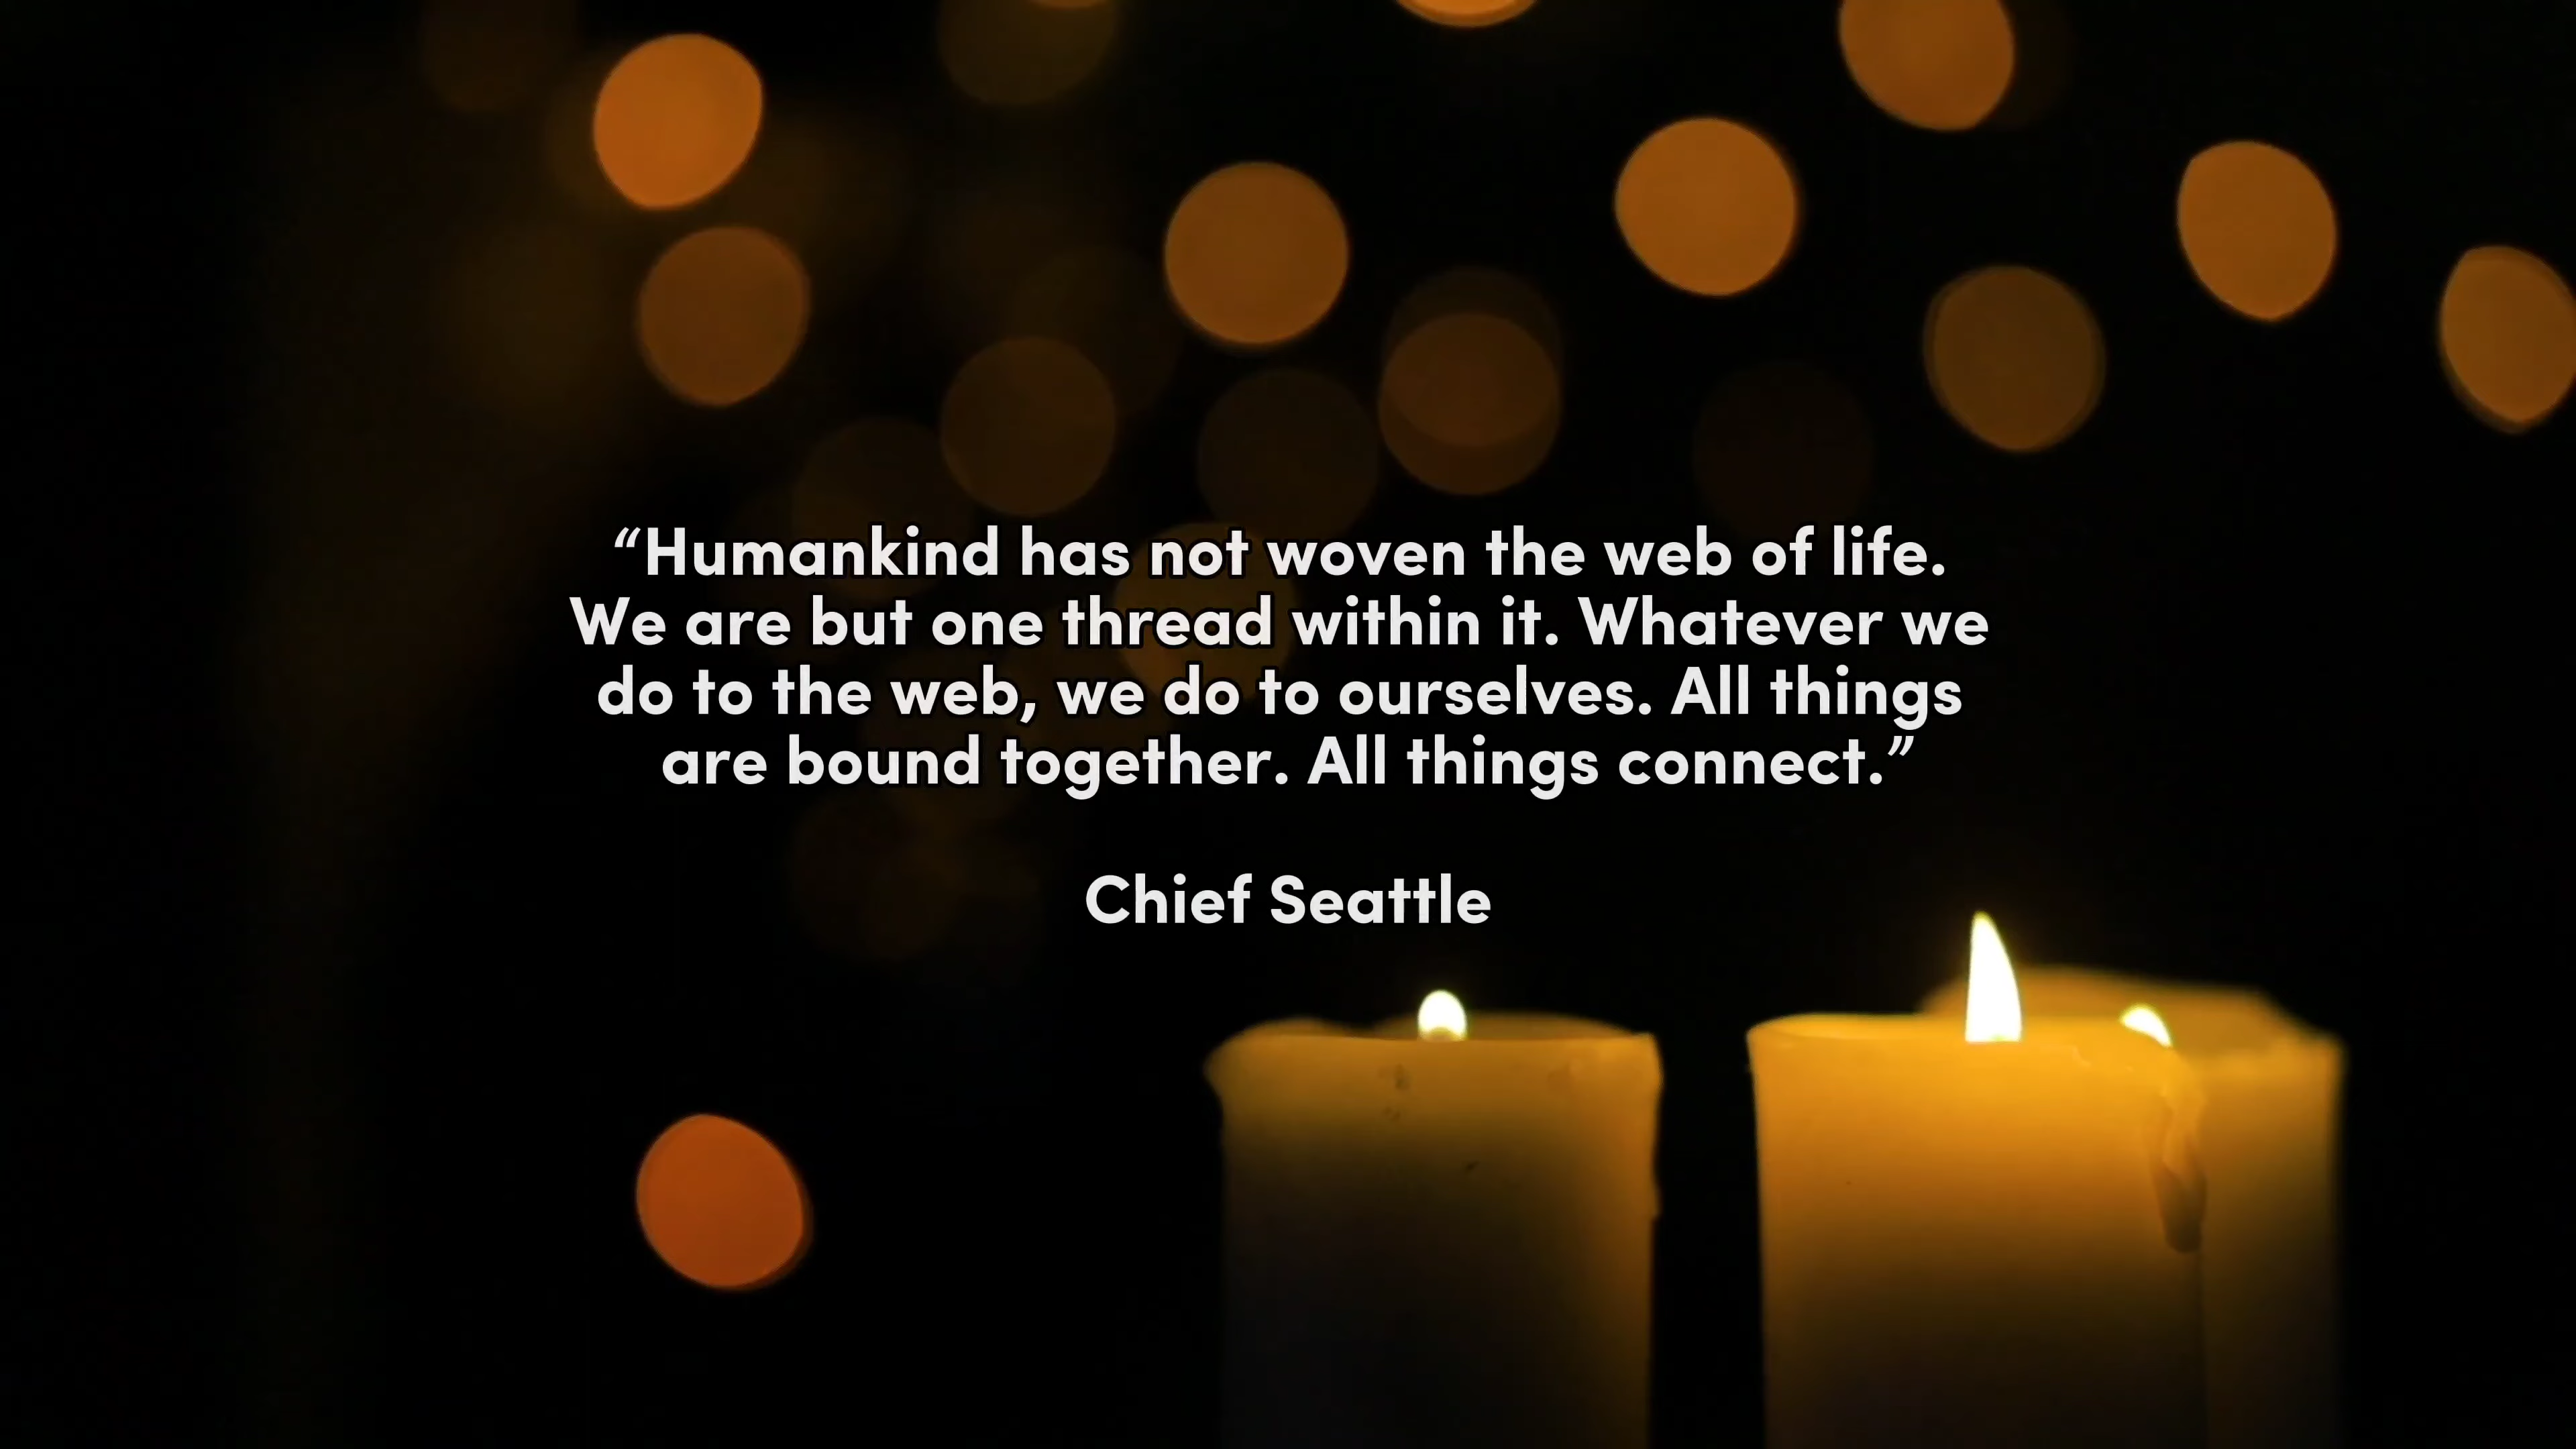 “Humankind has not woven the web of life.
We are but one thread within it. Whatever we
do to the web, we do to ourselves. All things
are bound together. All things connect.”
Chief Seattle